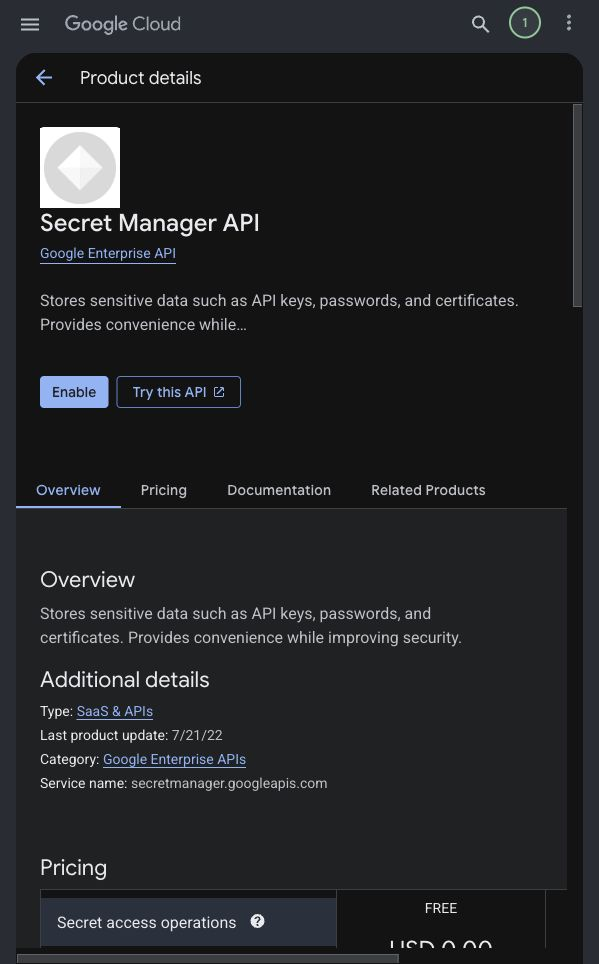 Google Cloud
1
Product details
Secret Manager API
Google Enterprise API
Stores sensitive data such as API keys, passwords, and certificates.
Provides convenience while...
Enable
Try this API
Overview
Pricing
Documentation
Related Products
Overview
Stores sensitive data such as API keys, passwords, and
certificates. Provides convenience while improving security.
Additional details
Type: SaaS & APIs
Last product update: 7/21/22
Category: Google Enterprise APIs
Service name: secretmanager.googleapis.com
Pricing
FREE
Secret access operations ?
USD 0.00